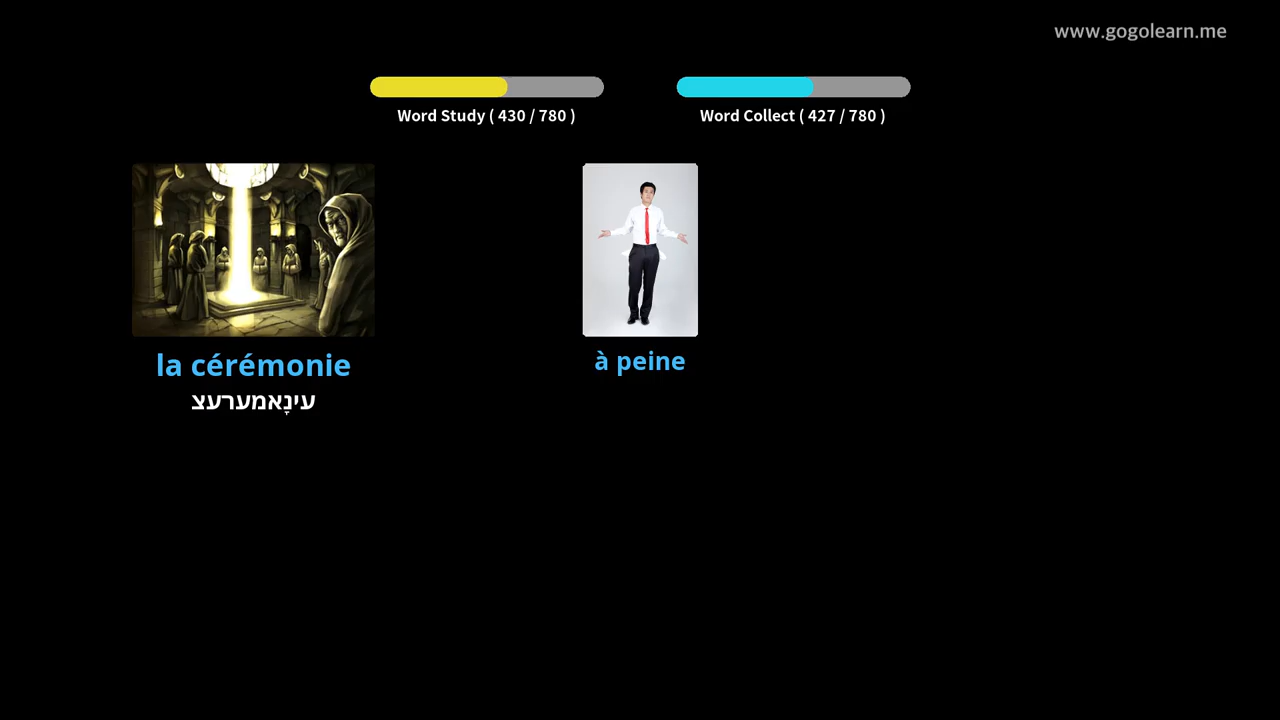 www.gogolearn.me
Word Study ( 430 / 780 )
Word Collect ( 427 / 780 )
la cérémonie
עינָאמערעצ
à peine